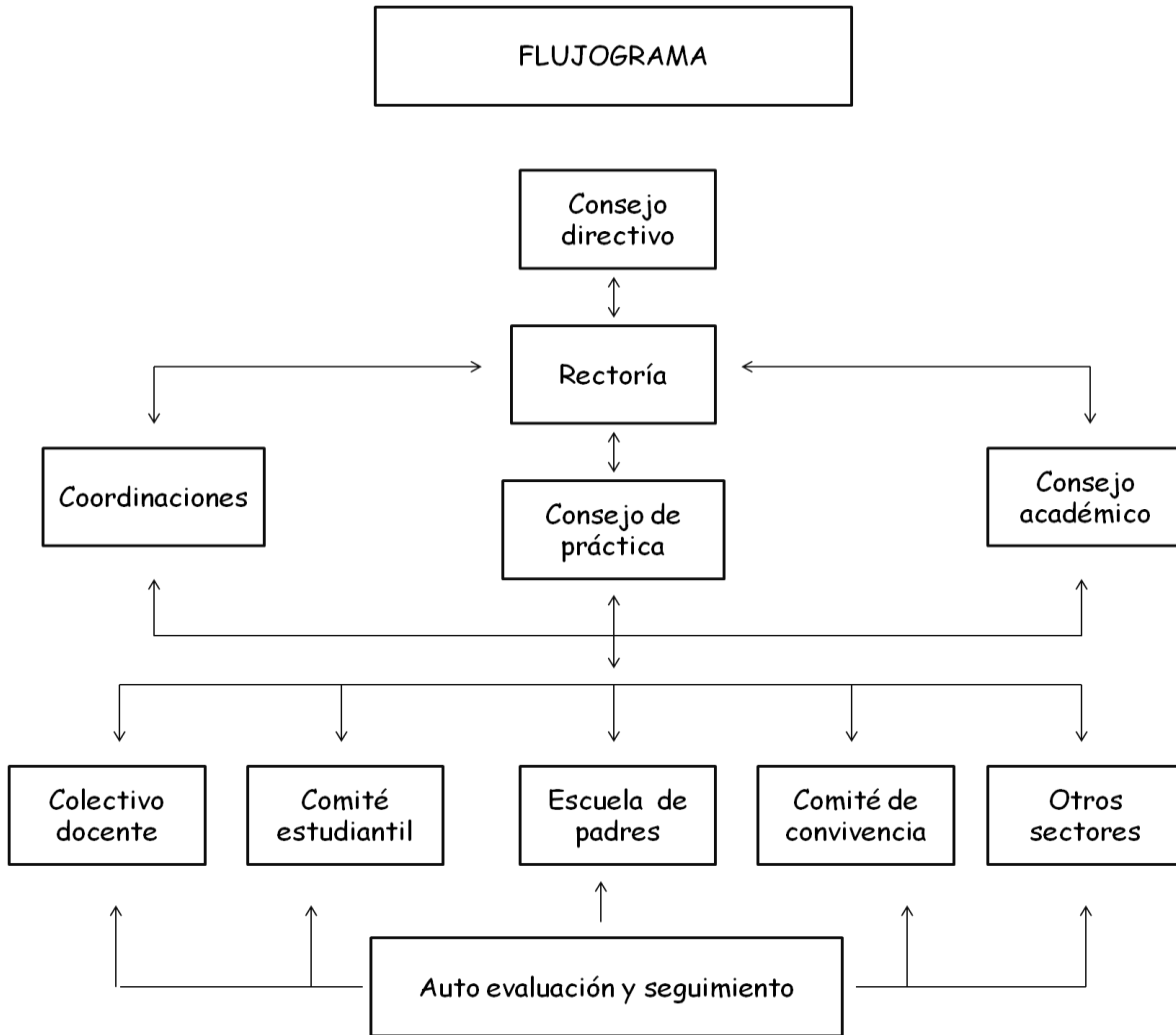 FLUJOGRAMA
Consejo
directivo
Rectoría
Coordinaciones
Consejo de
práctica
Consejo
académico
Colectivo
docente
Comité
estudiantil
Escuela de
padres
Comité de
convivencia
Otros
sectores
Auto evaluación y seguimiento